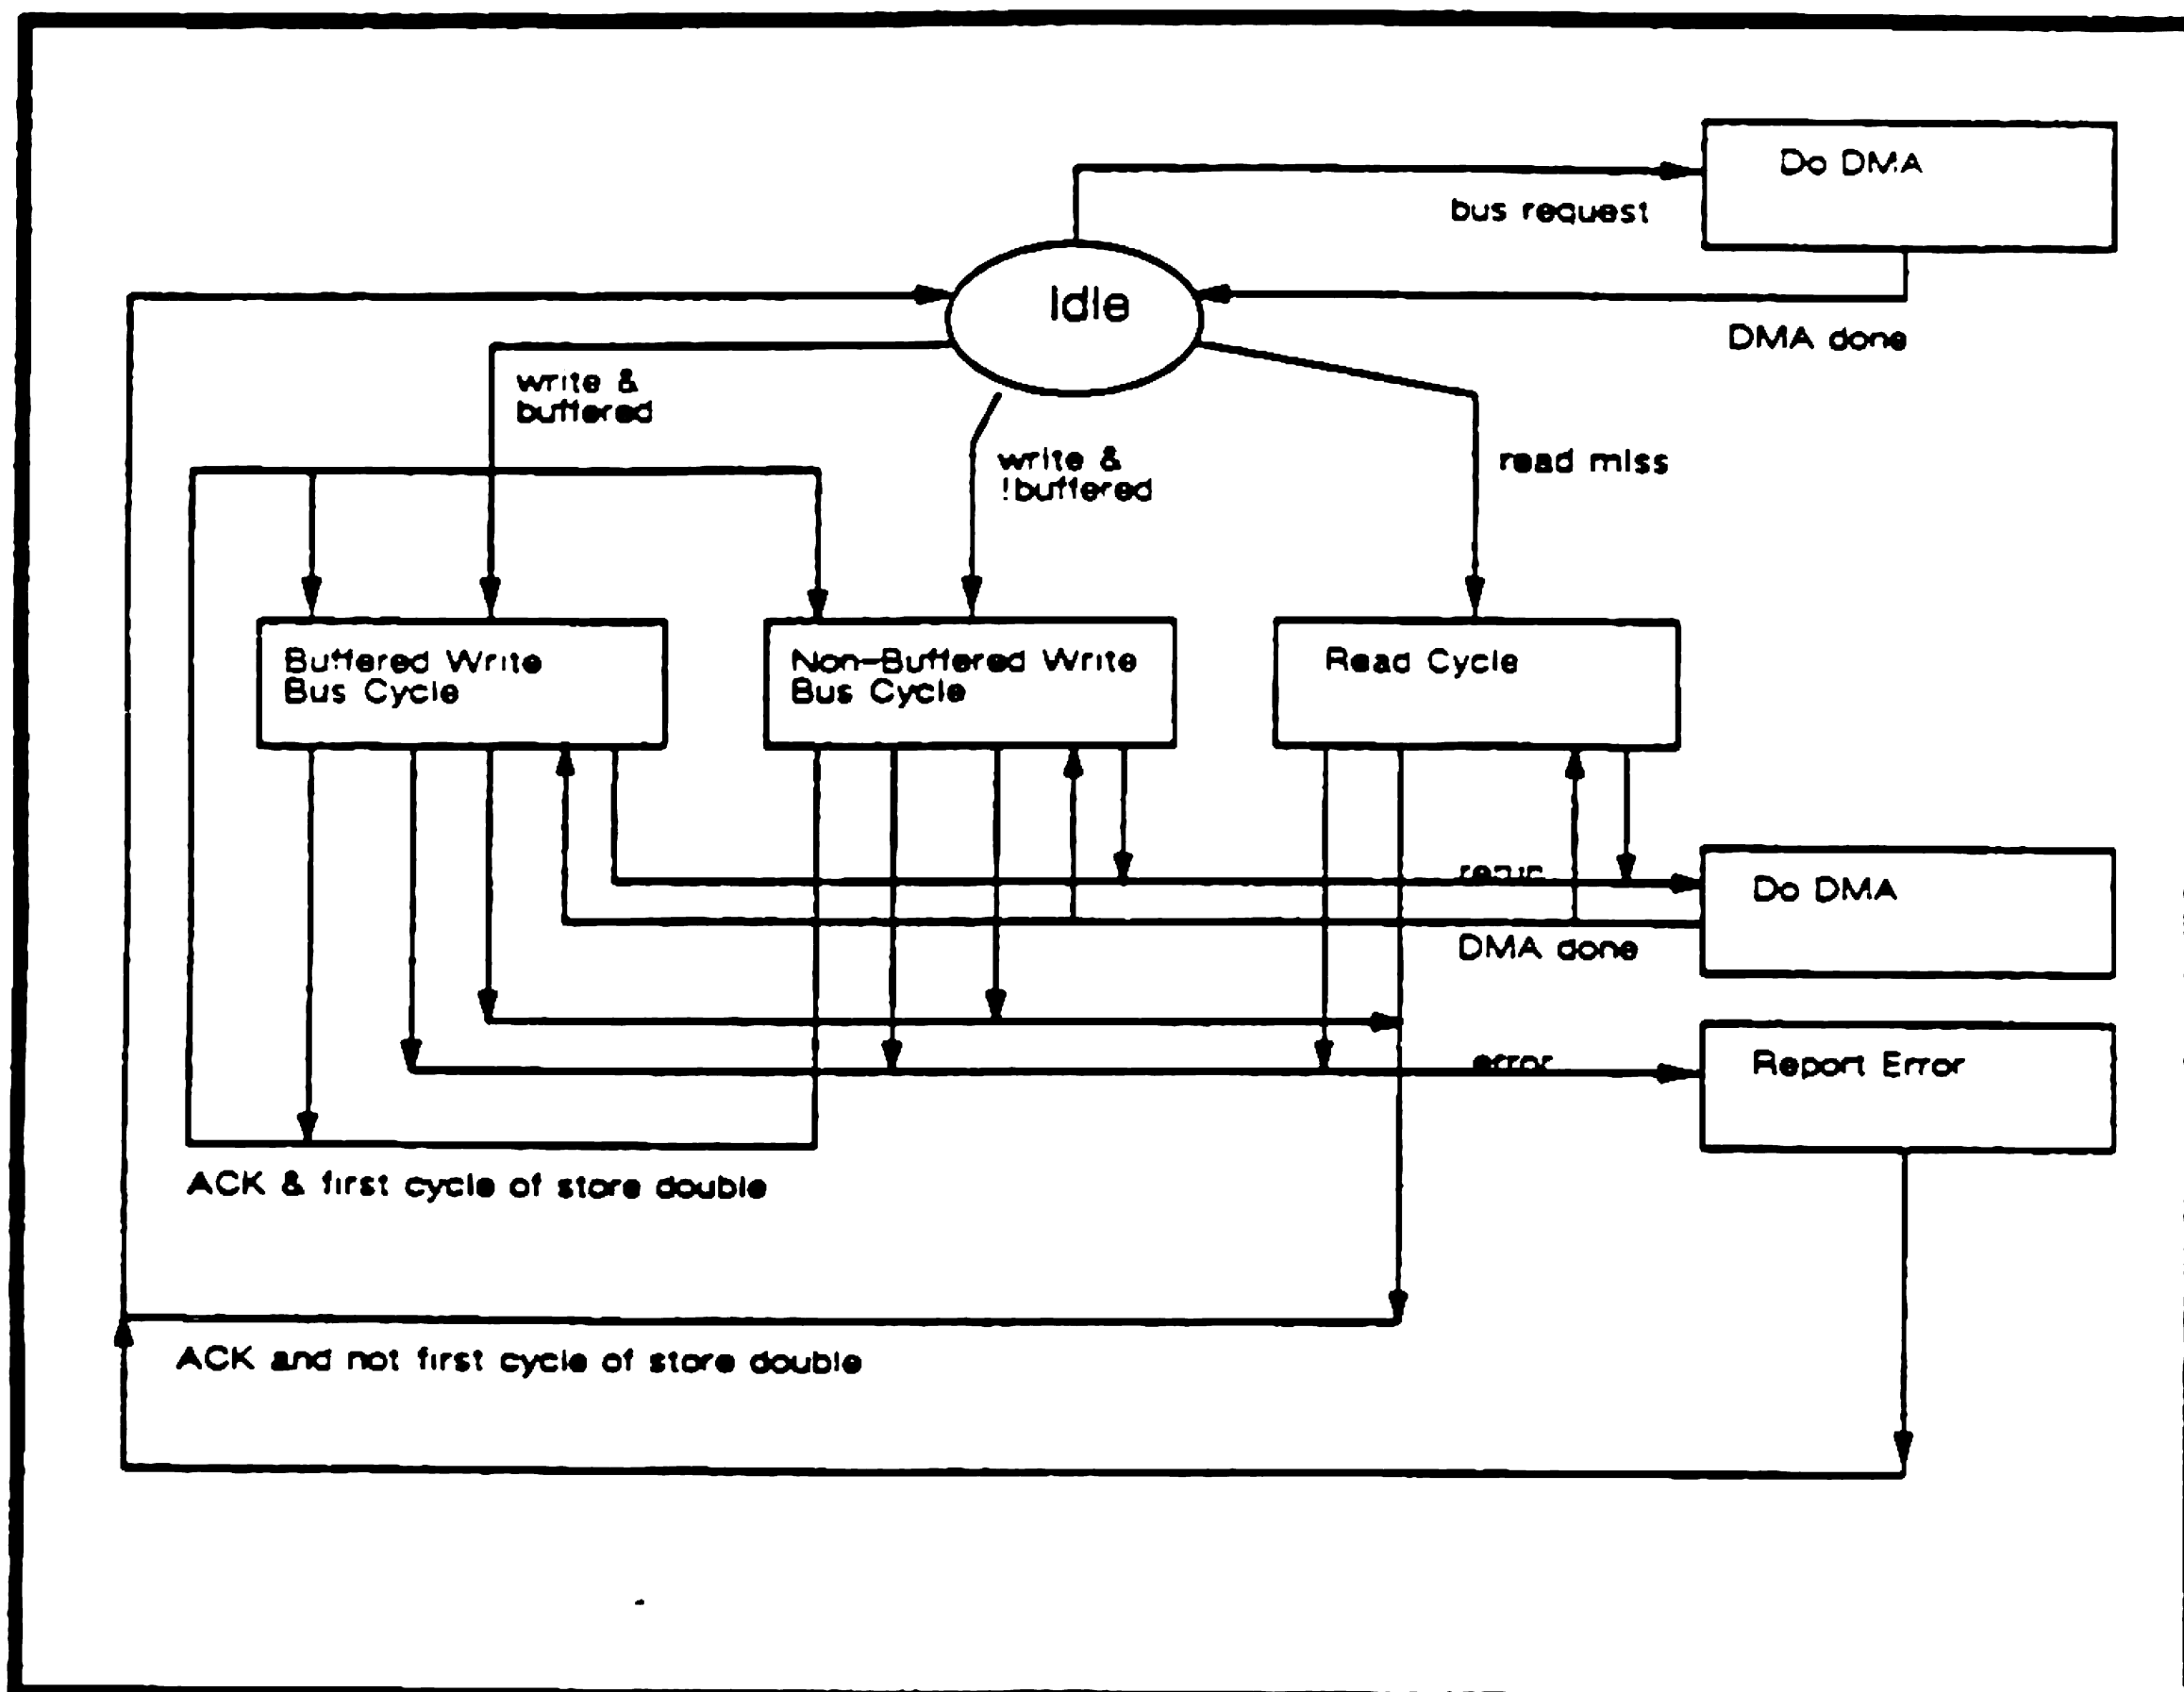 Do DMA
bus request
Idle
DMA done
write &
buffered
write &
!buffered
read miss
Buffered Write
Bus Cycle
Non-Buffered Write
Bus Cycle
Read Cycle
Do DMA
DMA done
error
Report Error
ACK & first cycle of store double
ACK and not first cycle of store double